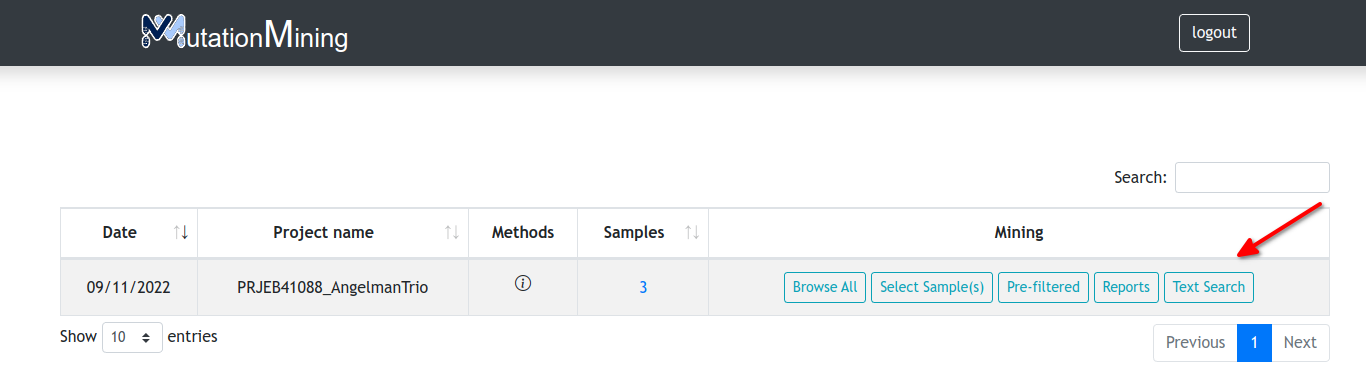 MutationMining
logout
Search:
Date Project name Methods Samples Mining
09/11/2022 PRJEB41088_AngelmanTrio 3 Browse All Select Sample(s) Pre-filtered Reports Text Search
Show 10 entries
Previous 1 Next